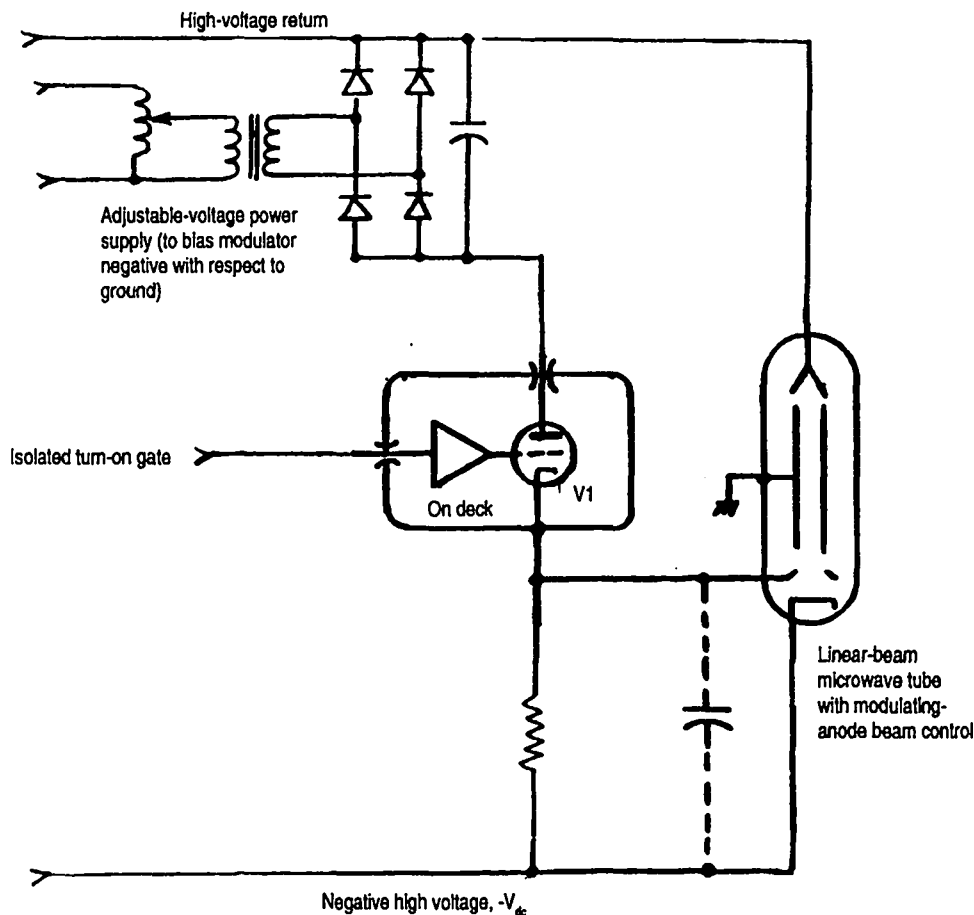 High-voltage return
Adjustable-voltage power
supply (to bias modulator
negative with respect to
ground)
Isolated turn-on gate
On deck
V1
Linear-beam
microwave tube
with modulating-
anode beam control
Negative high voltage, -Vdc